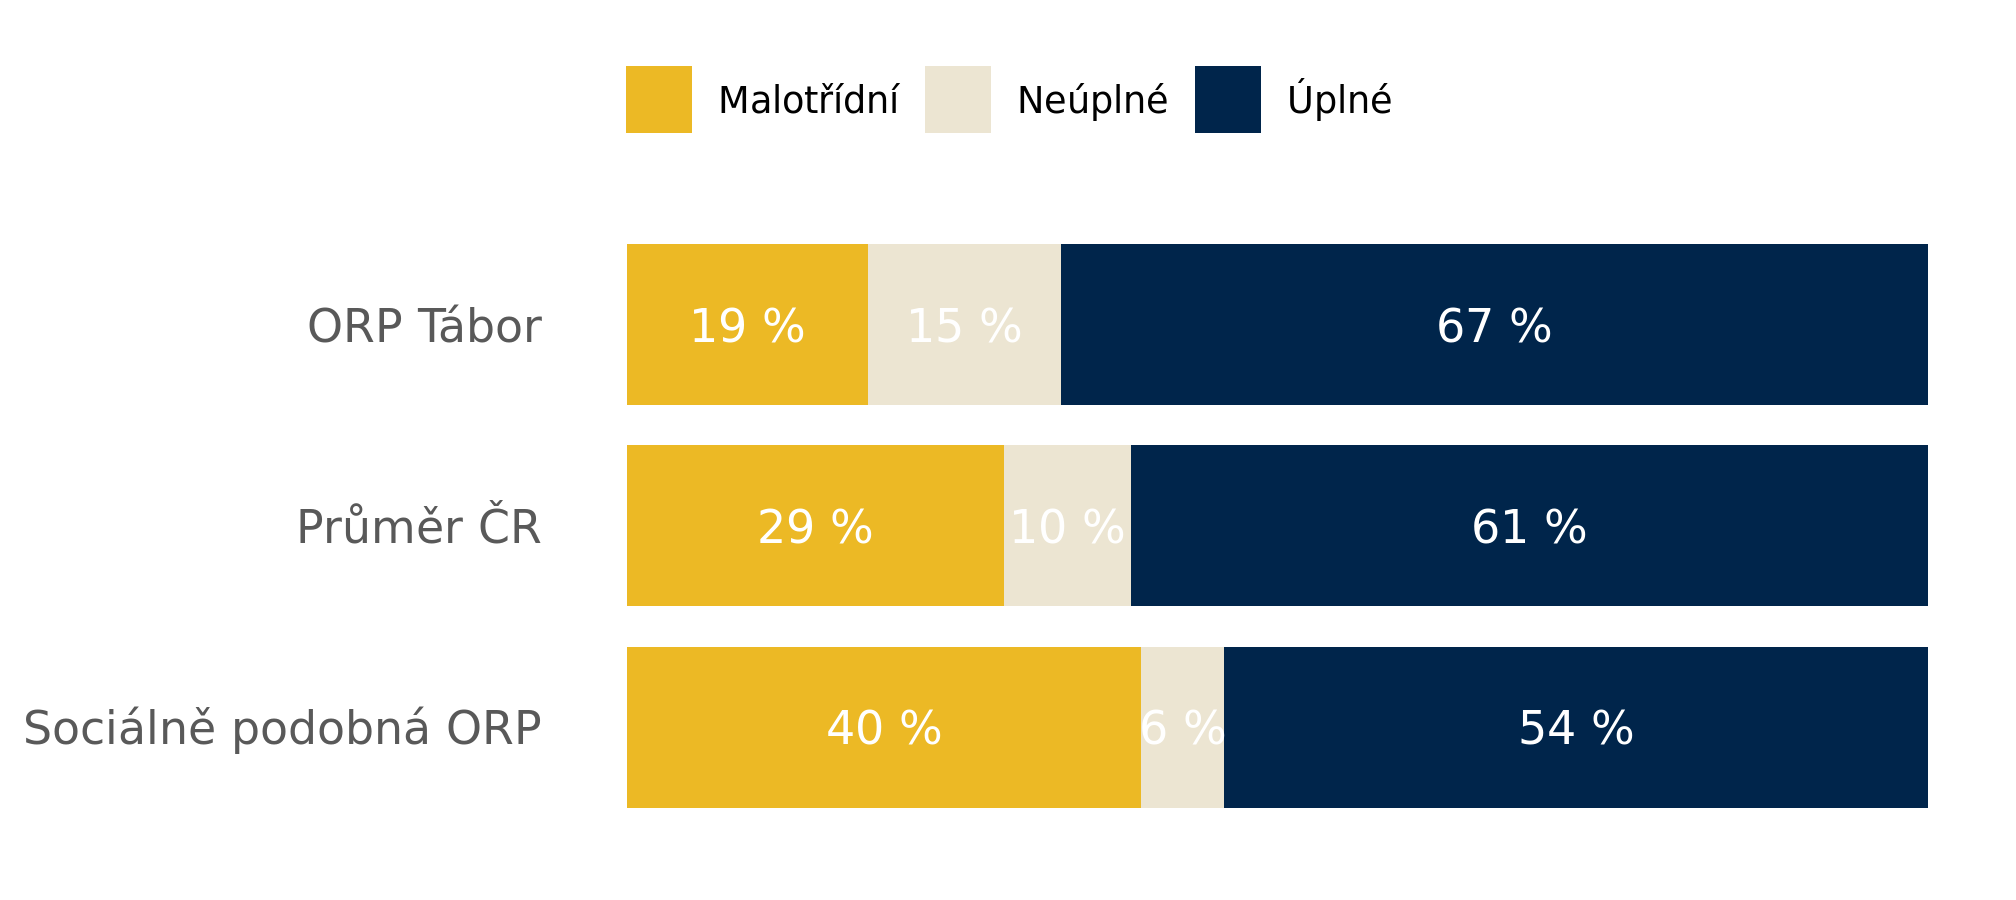 Malotřídní Neúplné Úplné
ORP Tábor 19 % 15 % 67 %
Průměr ČR 29 % 10 % 61 %
Sociálně podobná ORP 40 % 6 % 54 %